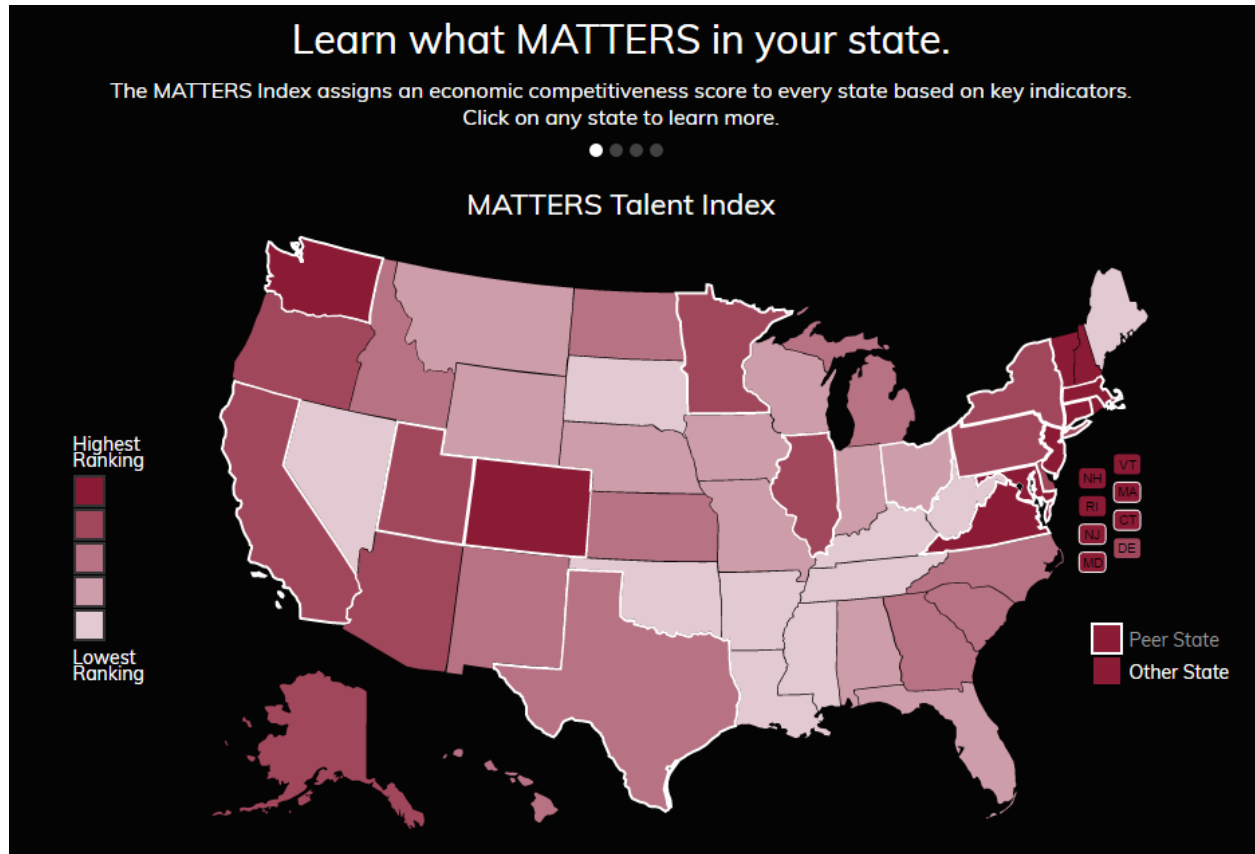 Learn what MATTERS in your state.
The MATTERS Index assigns an economic competitiveness score to every state based on key indicators.
Click on any state to learn more.
MATTERS Talent Index
Highest
Ranking
Lowest
Ranking
VT
NH
MA
RI
CT
NJ
DE
MD
Peer State
Other State